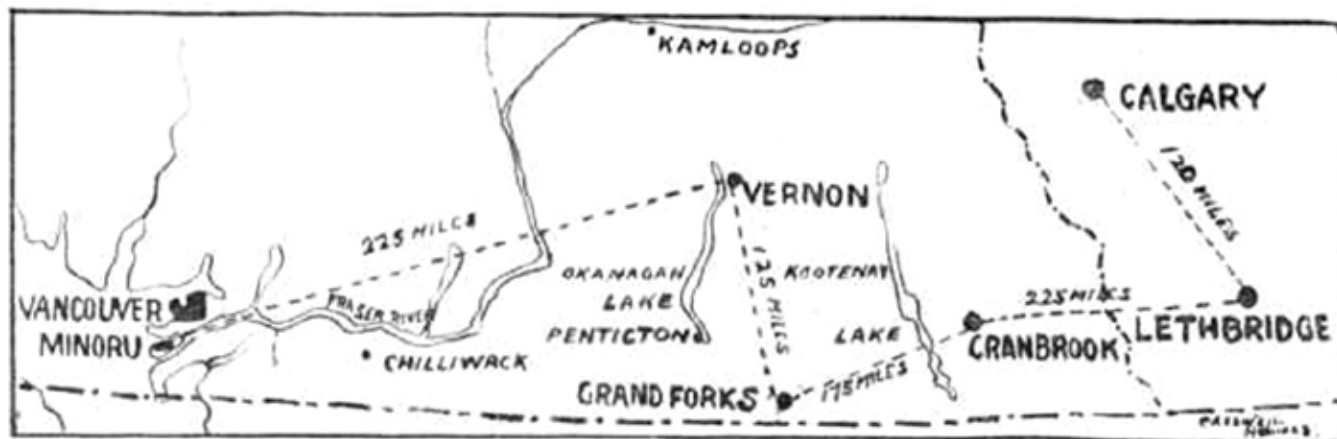 KAMLOOPS
CALGARY
120 MILES
VERNON
225 MILES
125 MILES
OKANAGAN
LAKE
PENTICTON
KOOTENAY
LAKE
225 MILES
VANCOUVER
MINORU
FRASER RIVER
CHILLIWACK
CRANBROOK
LETHBRIDGE
GRAND FORKS
175 MILES